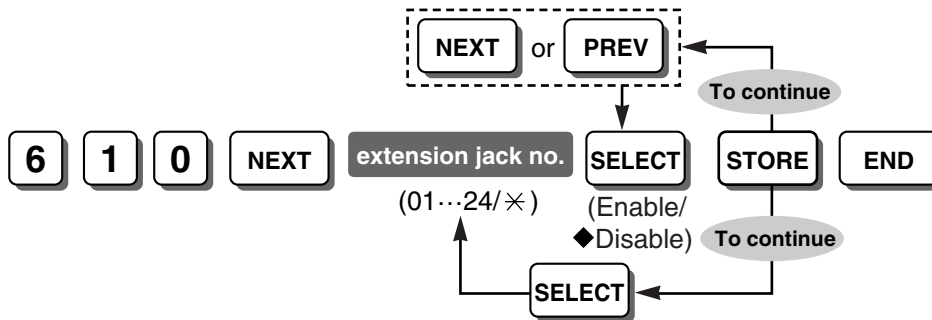 NEXT or PREV
To continue
6 1 0 NEXT extension jack no. SELECT STORE END
(01···24/✳)
(Enable/
◆Disable)
To continue
SELECT